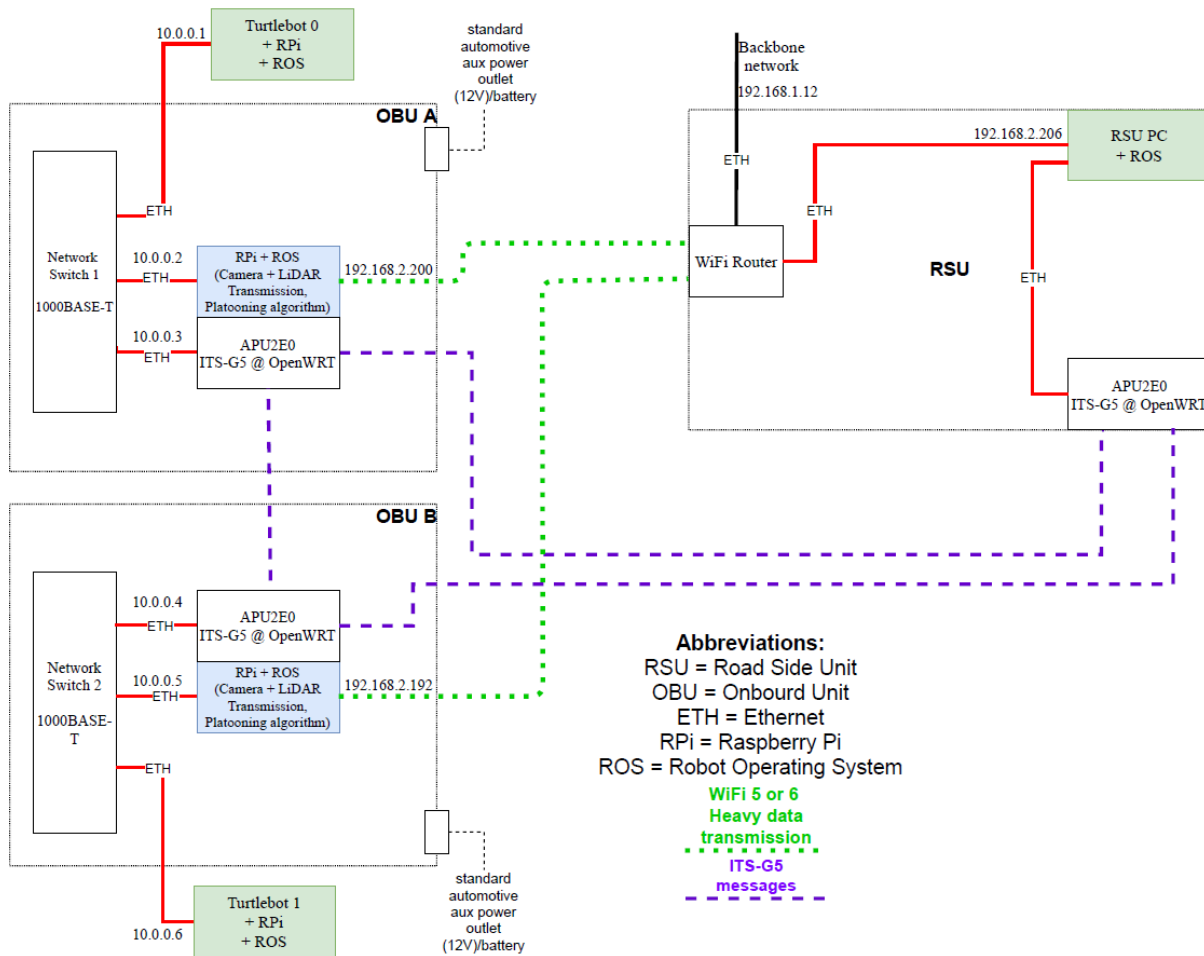 10.0.0.1
Turtlebot 0
+ RPi
+ ROS
standard
automotive
aux power
outlet
(12V)/battery
OBU A
Network
Switch 1
1000BASE-T
ETH
10.0.0.2
ETH
10.0.0.3
ETH
RPi + ROS
(Camera + LiDAR
Transmission,
Platooning algorithm)
192.168.2.200
APU2E0
ITS-G5 @ OpenWRT
Backbone
network
192.168.1.12
ETH
WiFi Router
ETH
192.168.2.206
RSU PC
+ ROS
RSU
ETH
APU2E0
ITS-G5 @ OpenWRT
OBU B
Network
Switch 2
1000BASE-
T
10.0.0.4
ETH
10.0.0.5
ETH
ETH
APU2E0
ITS-G5 @ OpenWRT
RPi + ROS
(Camera + LiDAR
Transmission,
Platooning algorithm)
192.168.2.192
10.0.0.6
Turtlebot 1
+ RPi
+ ROS
standard
automotive
aux power
outlet
(12V)/battery
Abbreviations:
RSU = Road Side Unit
OBU = Onbourd Unit
ETH = Ethernet
RPi = Raspberry Pi
ROS = Robot Operating System
WiFi 5 or 6
Heavy data
transmission
ITS-G5
messages